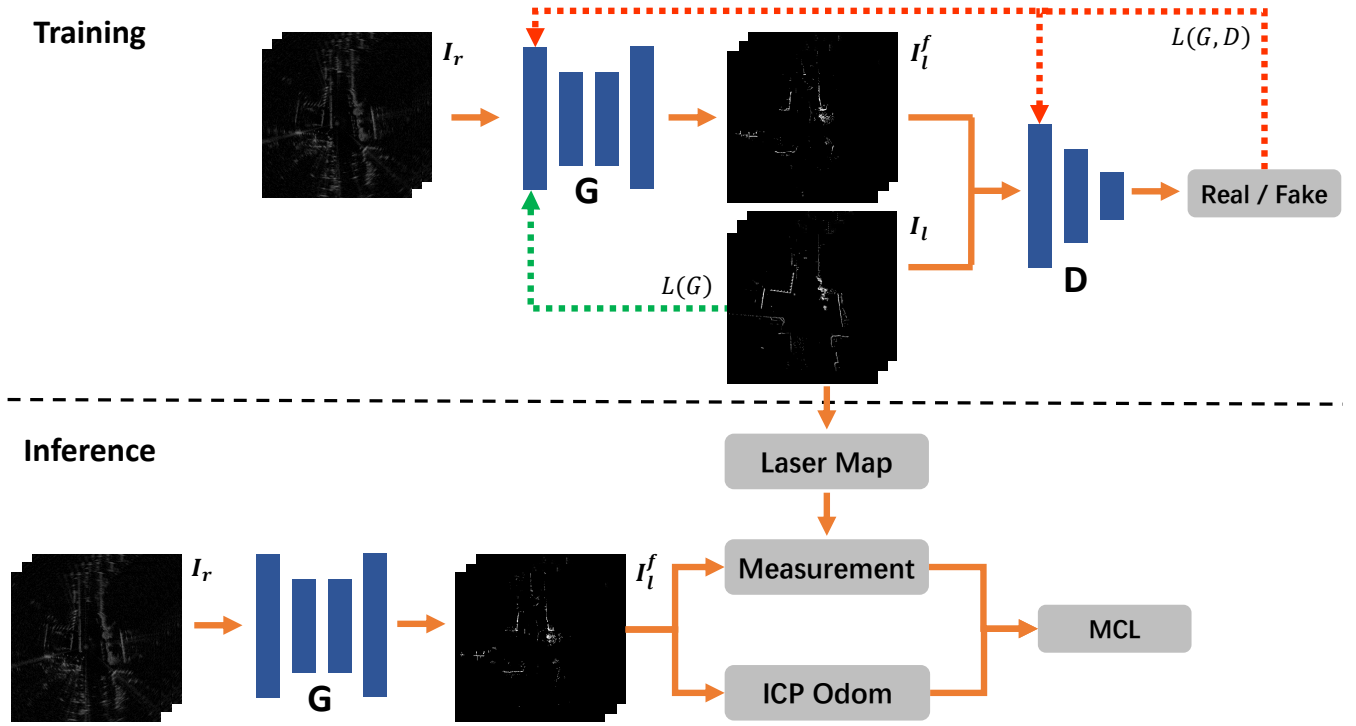 Training
I_r
G
I_l^f
I_l
L(G)
L(G, D)
D
Real / Fake
Inference
Laser Map
I_r
G
I_l^f
Measurement
ICP Odom
MCL